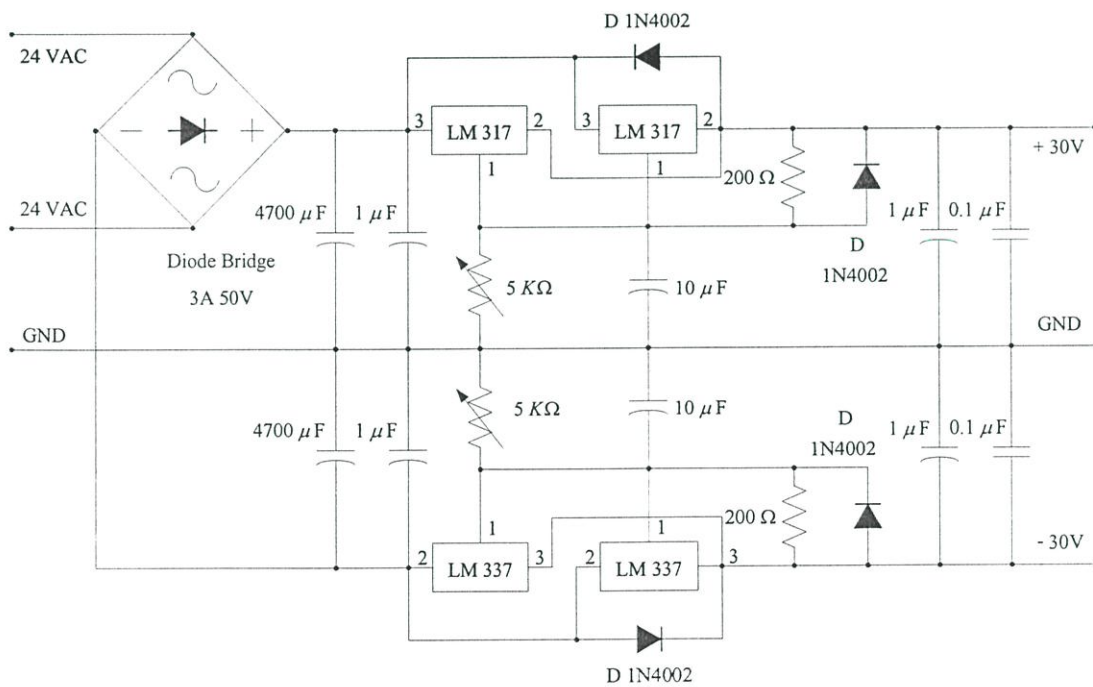 D 1N4002
24 VAC
3
LM 317
2
3
LM 317
2
+ 30V
1
1
200 Ω
24 VAC
4700 μF
1 μF
1 μF
0.1 μF
Diode Bridge
3A 50V
D
1N4002
5 KΩ
10 μF
GND
GND
5 KΩ
10 μF
D
1N4002
4700 μF
1 μF
1 μF
0.1 μF
200 Ω
1
1
2
LM 337
3
2
LM 337
3
- 30V
D 1N4002